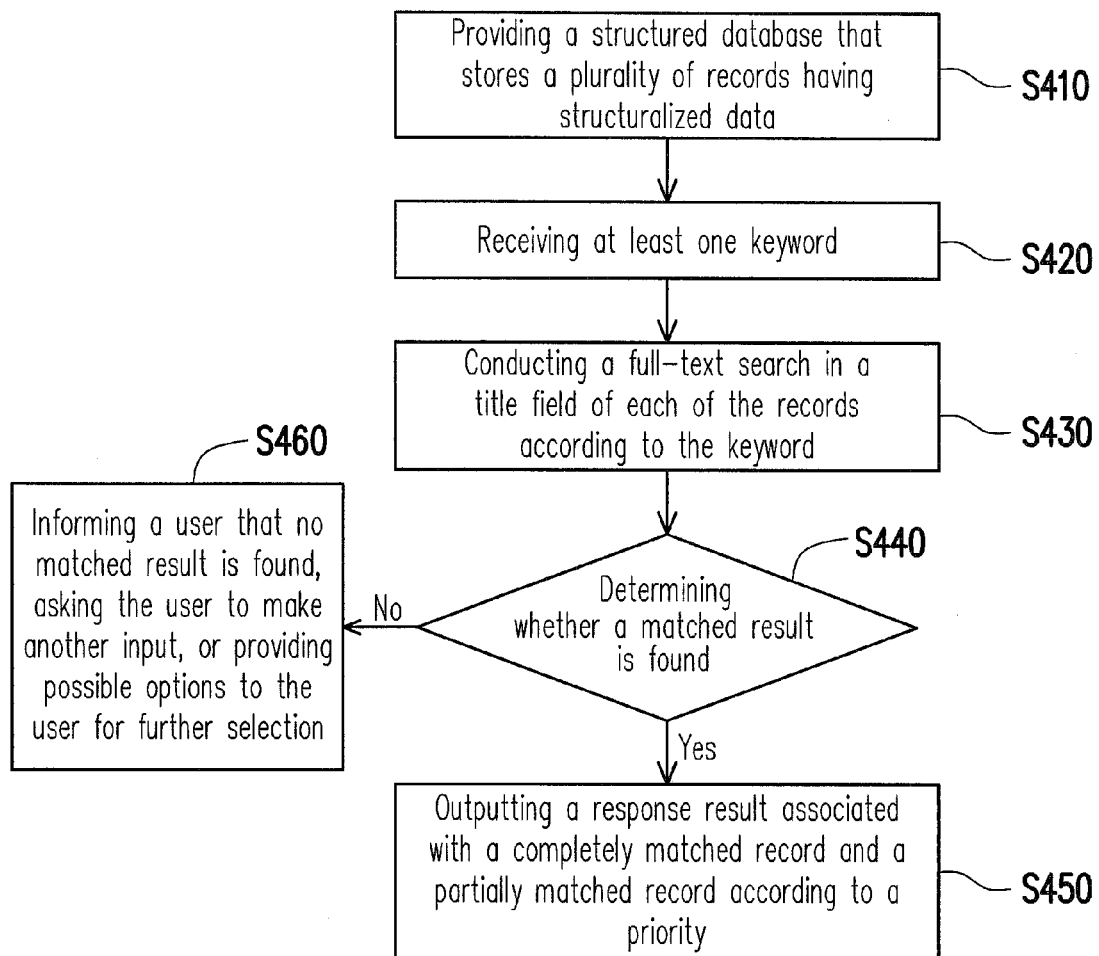 Providing a structured database that
stores a plurality of records having
structuralized data
S410
Receiving at least one keyword
S420
Conducting a full-text search in a
title field of each of the records
according to the keyword
S430
S460
Informing a user that no
matched result is found,
asking the user to make
another input, or providing
possible options to the
user for further selection
No
S440
Determining
whether a matched result
is found
Yes
Outputting a response result associated
with a completely matched record and a
partially matched record according to a
priority
S450